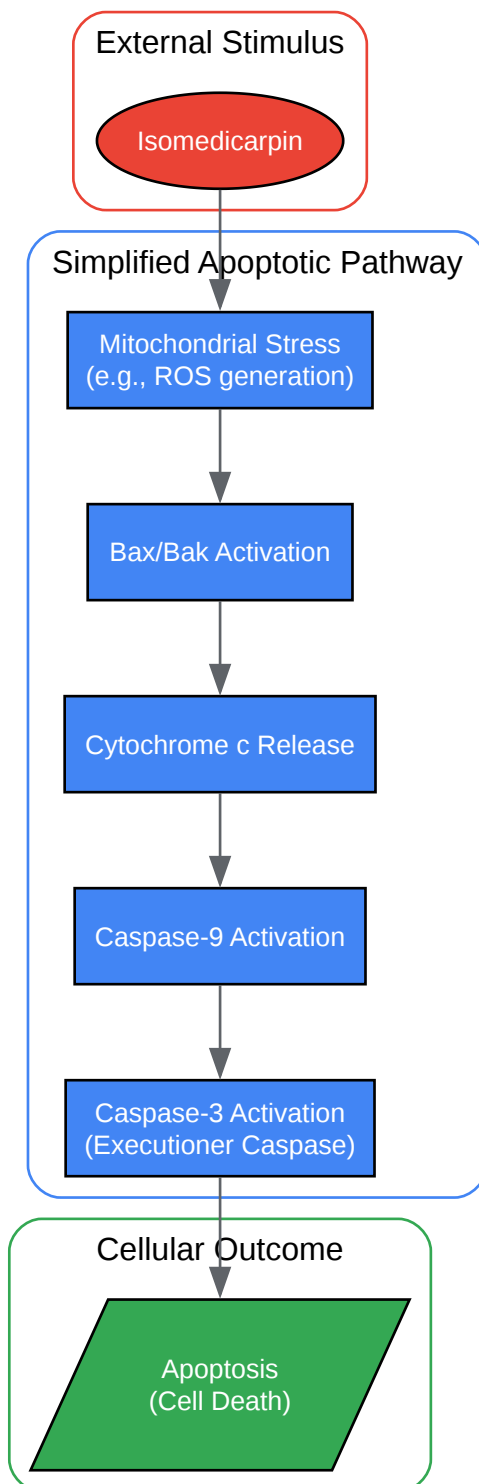 External Stimulus
Isomedicarpin
Simplified Apoptotic Pathway
Mitochondrial Stress
(e.g., ROS generation)
Bax/Bak Activation
Cytochrome c Release
Caspase-9 Activation
Caspase-3 Activation
(Executioner Caspase)
Cellular Outcome
Apoptosis
(Cell Death)